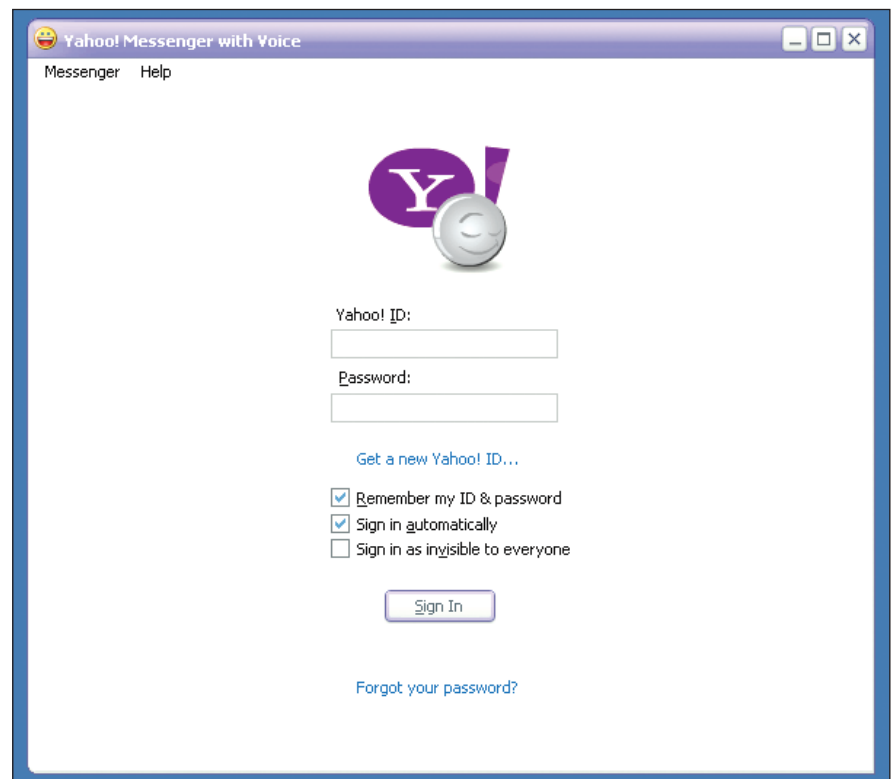 Yahoo! Messenger with Voice
Messenger Help
Y!
Yahoo! ID:
Password:
Get a new Yahoo! ID...
Remember my ID & password
Sign in automatically
Sign in as invisible to everyone
Sign In
Forgot your password?